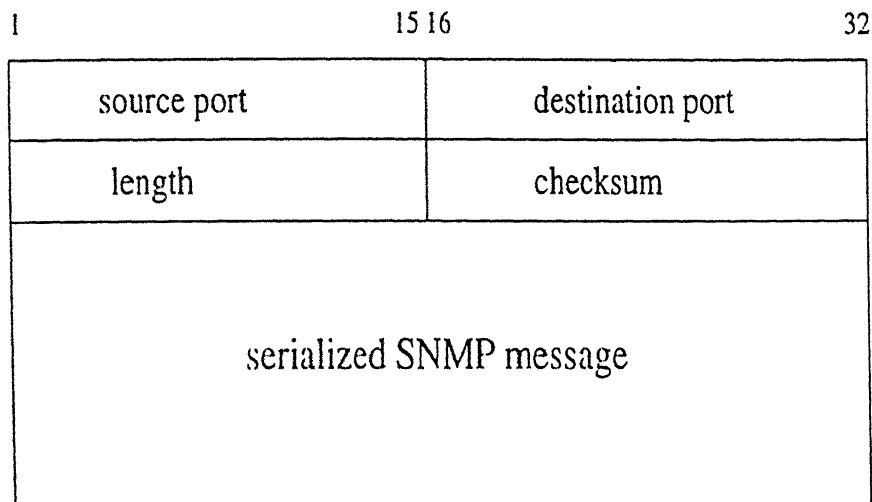 1 15 16 32
source port destination port
length checksum
serialized SNMP message